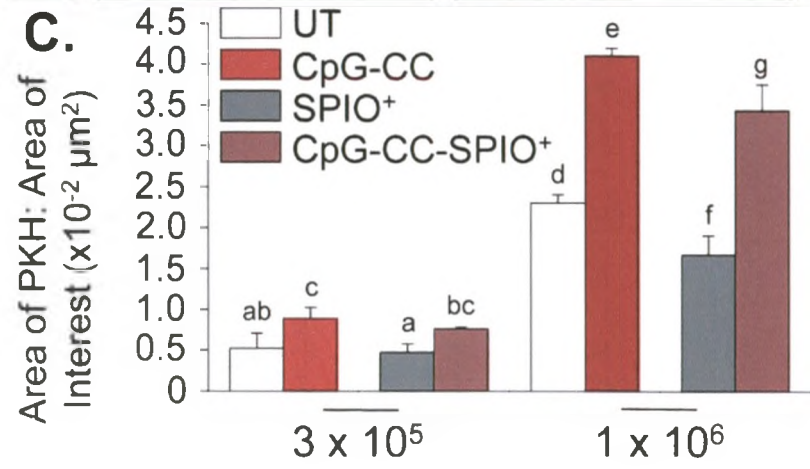 C.
Area of PKH: Area of
Interest (x10⁻² µm²)
4.5
4.0
3.5
3.0
2.5
2.0
1.5
1.0
0.5
0
UT
CpG-CC
SPIO⁺
CpG-CC-SPIO⁺
ab
c
a
bc
d
e
f
g
3 x 10⁵
1 x 10⁶